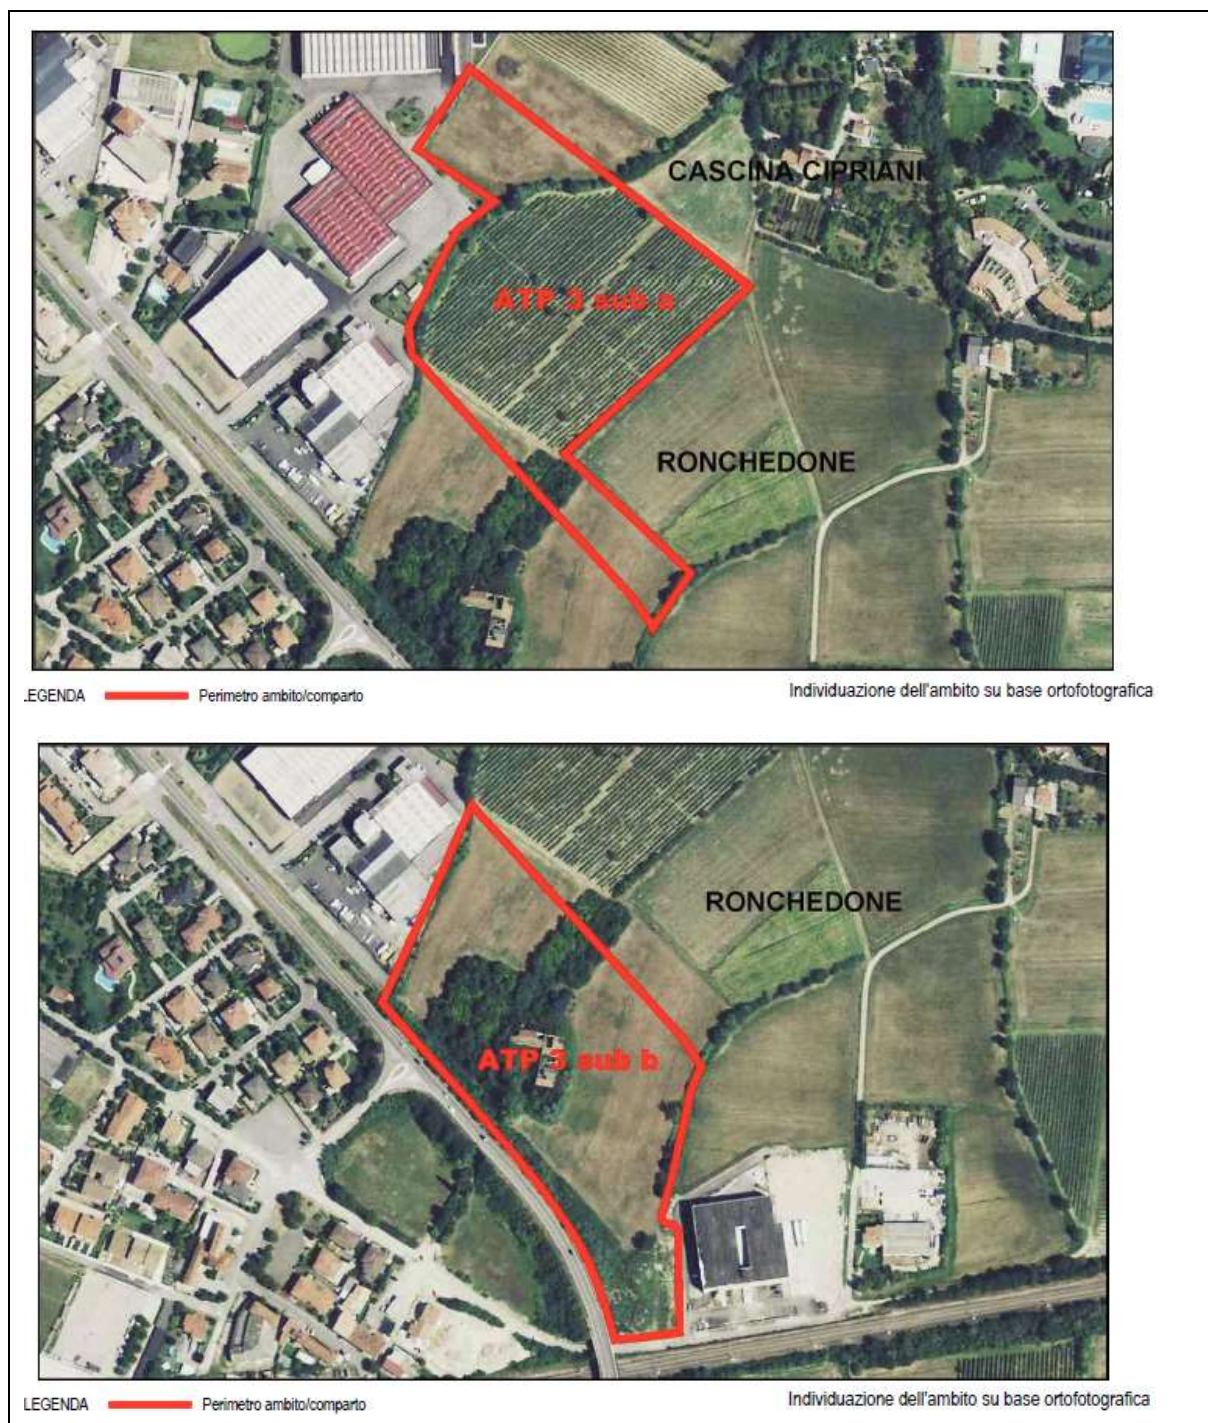 CASCINA CIPRIANI
ATP 3 sub a
RONCHEDONE
.EGENDA Perimetro ambito/comparto Individuazione dell'ambito su base ortofotografica
RONCHEDONE
ATP 3 sub b
LEGENDA Perimetro ambito/comparto Individuazione dell'ambito su base ortofotografica